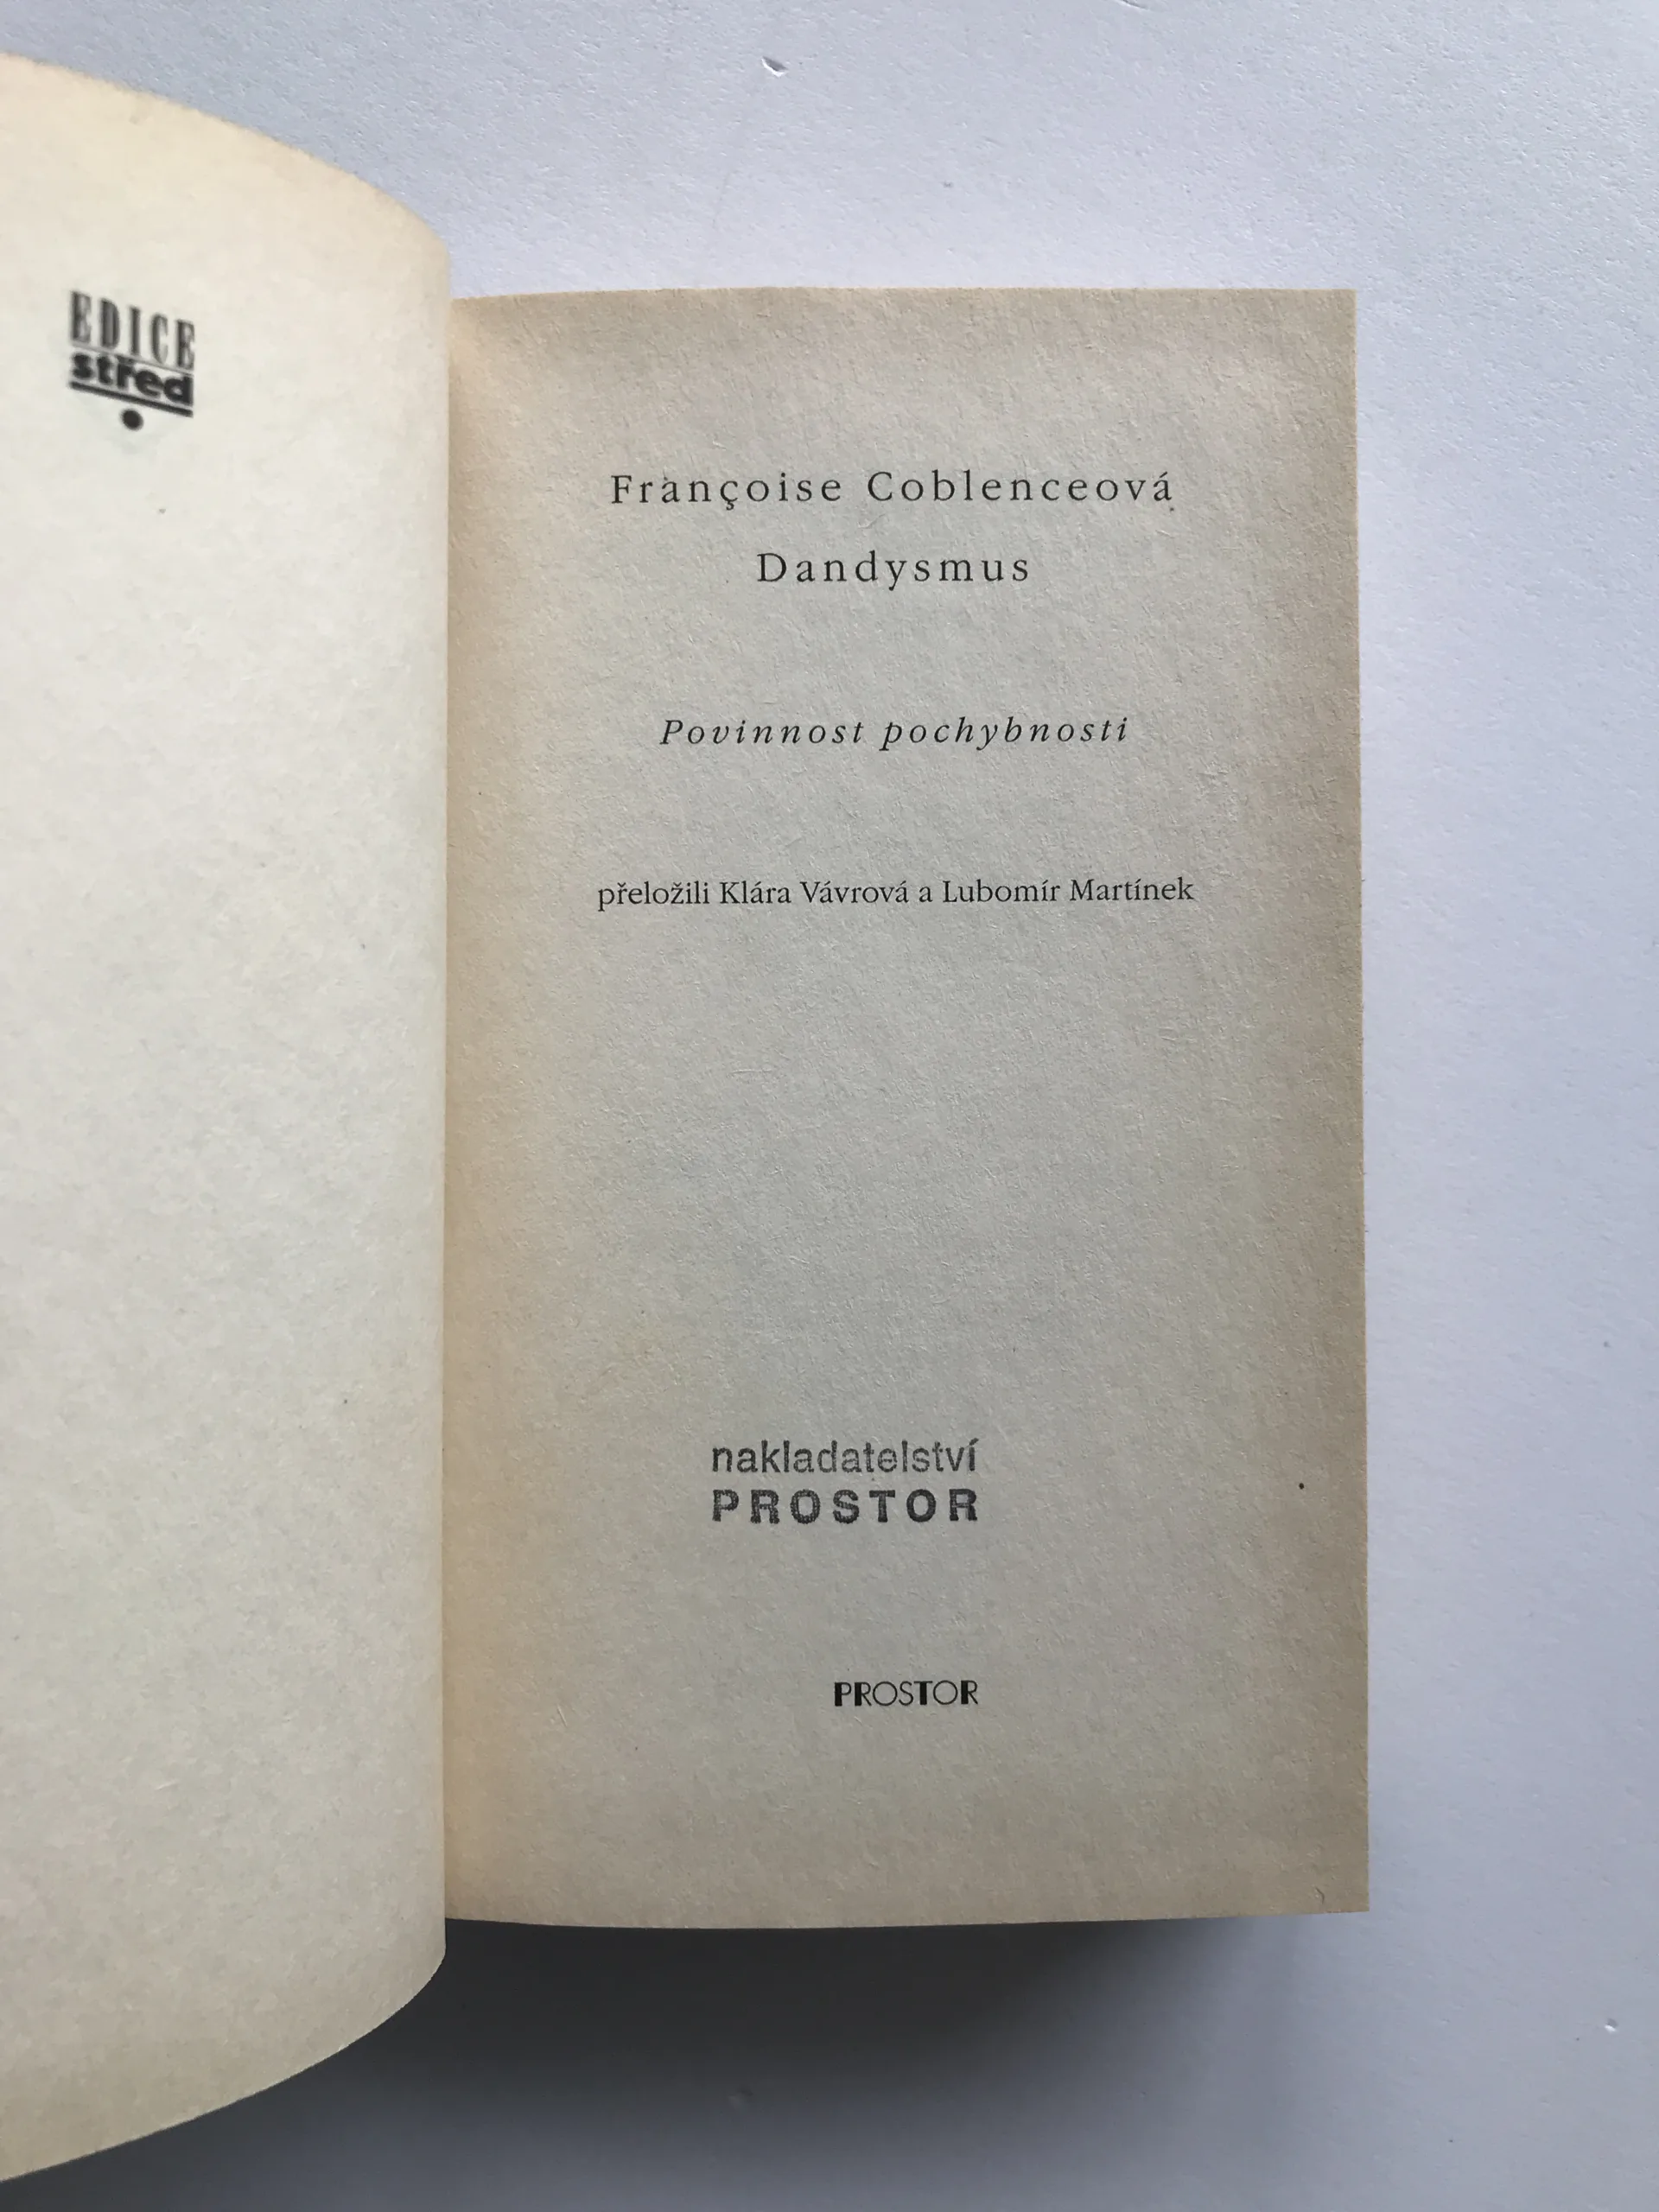 EDICE
střed
Françoise Coblenceová
Dandysmus
Povinnost pochybnosti
přeložili Klára Vávrová a Lubomír Martínek
nakladatelství
PROSTOR
PROSTOR